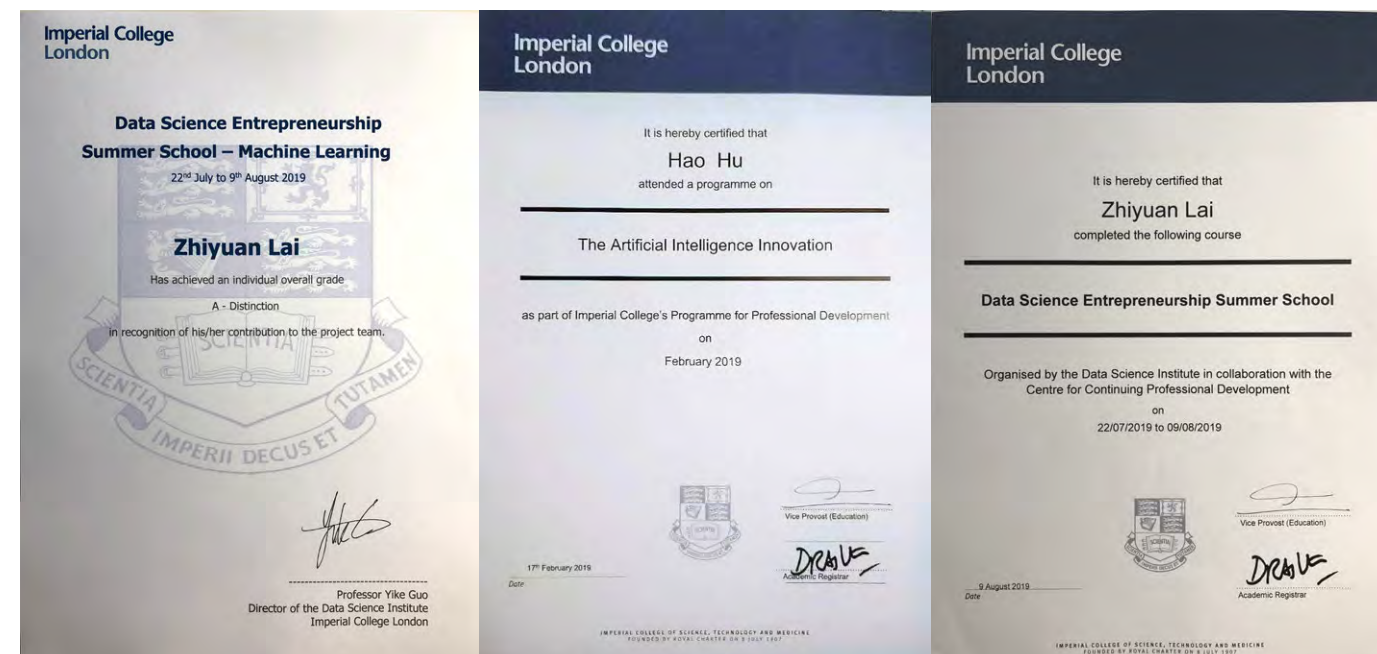 Imperial College
London
Data Science Entrepreneurship
Summer School – Machine Learning
22nd July to 9th August 2019
Zhiyuan Lai
Has achieved an individual overall grade
A - Distinction
in recognition of his/her contribution to the project team.
SCIENTIA
SCIENTIA
IMPERII DECUS ET
TUTAMEN
Professor Yike Guo
Director of the Data Science Institute
Imperial College London
Imperial College
London
It is hereby certified that
Hao Hu
attended a programme on
The Artificial Intelligence Innovation
as part of Imperial College's Programme for Professional Development
on
February 2019
SCIENTIA
Vice Provost (Education)
Academic Registrar
17th February 2019
Date
IMPERIAL COLLEGE OF SCIENCE, TECHNOLOGY AND MEDICINE
FOUNDED BY ROYAL CHARTER ON 8 JULY 1907
Imperial College
London
It is hereby certified that
Zhiyuan Lai
completed the following course
Data Science Entrepreneurship Summer School
Organised by the Data Science Institute in collaboration with the
Centre for Continuing Professional Development
on
22/07/2019 to 09/08/2019
SCIENTIA
Vice Provost (Education)
Academic Registrar
9 August 2019
Date
IMPERIAL COLLEGE OF SCIENCE, TECHNOLOGY AND MEDICINE
FOUNDED BY ROYAL CHARTER ON 8 JULY 1907